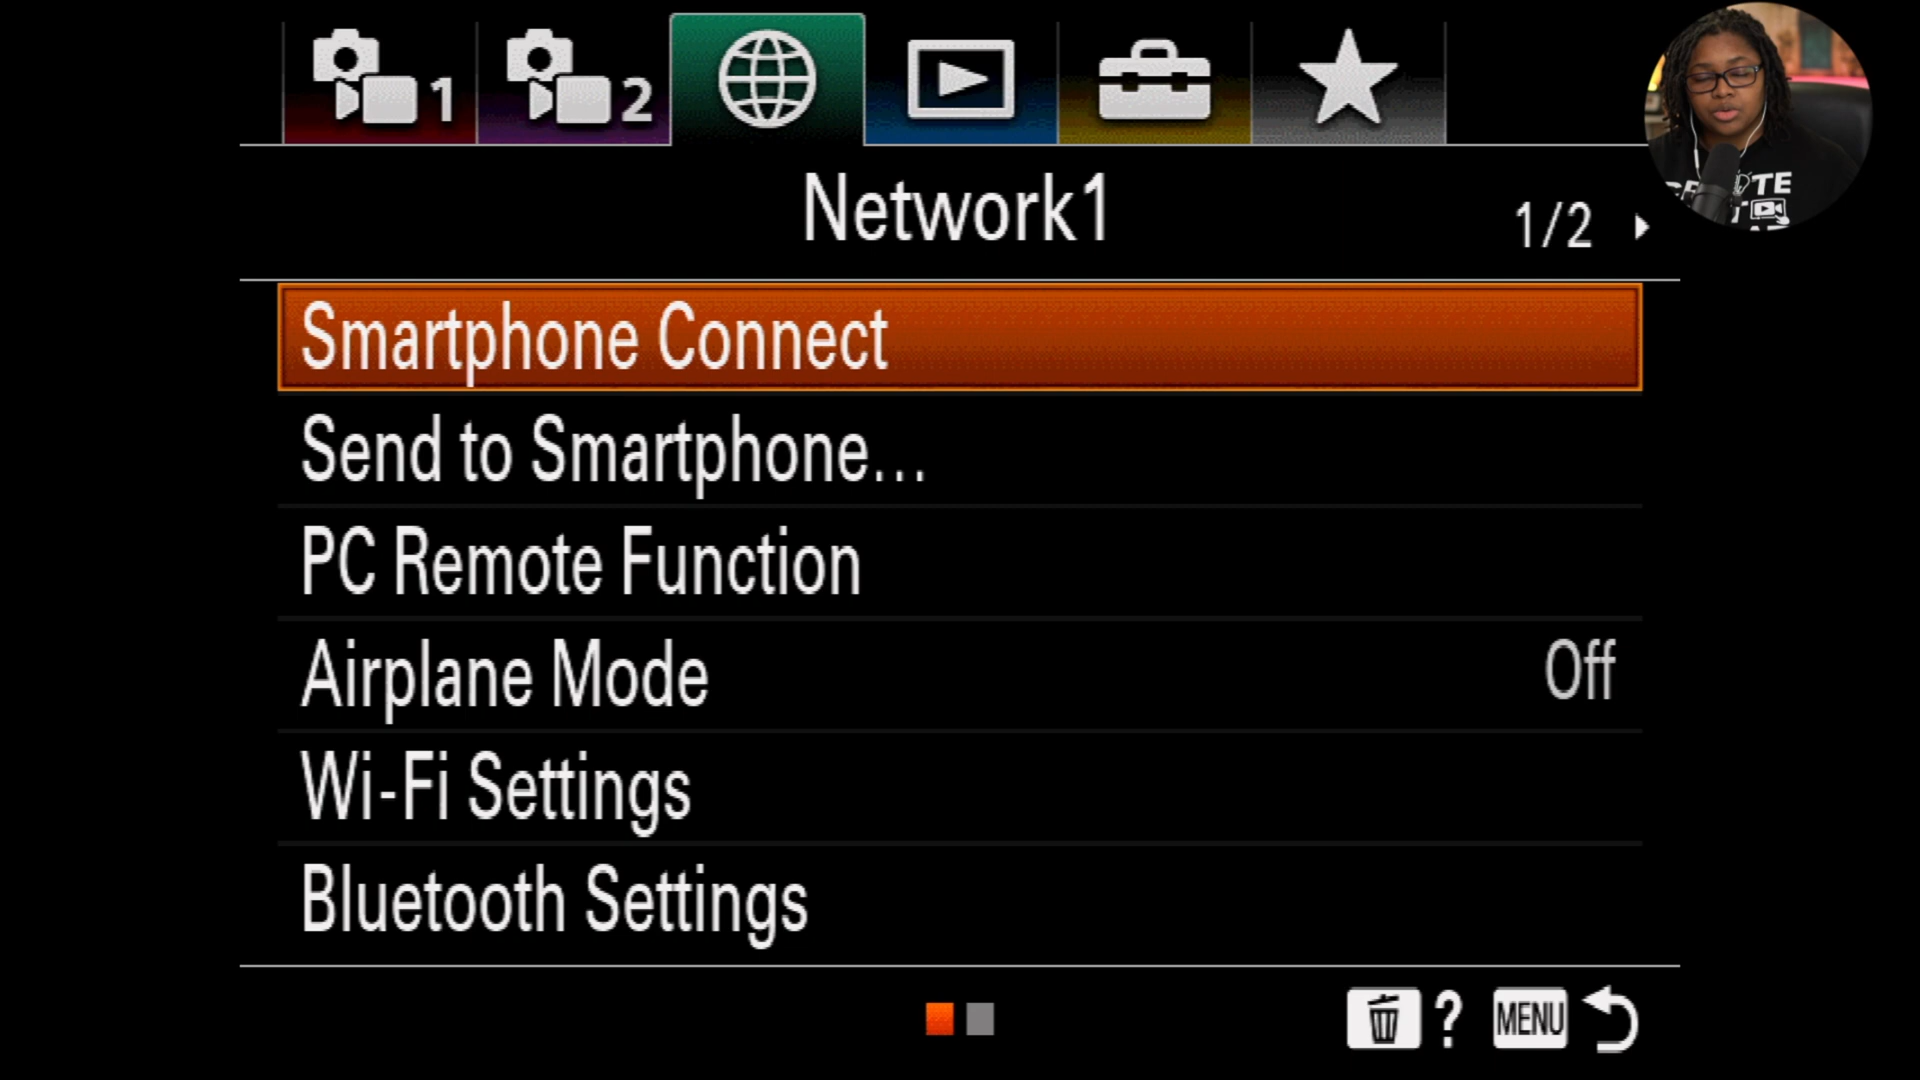 1
2
Network1
1/2
Smartphone Connect
Send to Smartphone...
PC Remote Function
Airplane Mode Off
Wi-Fi Settings
Bluetooth Settings
? MENU
TE